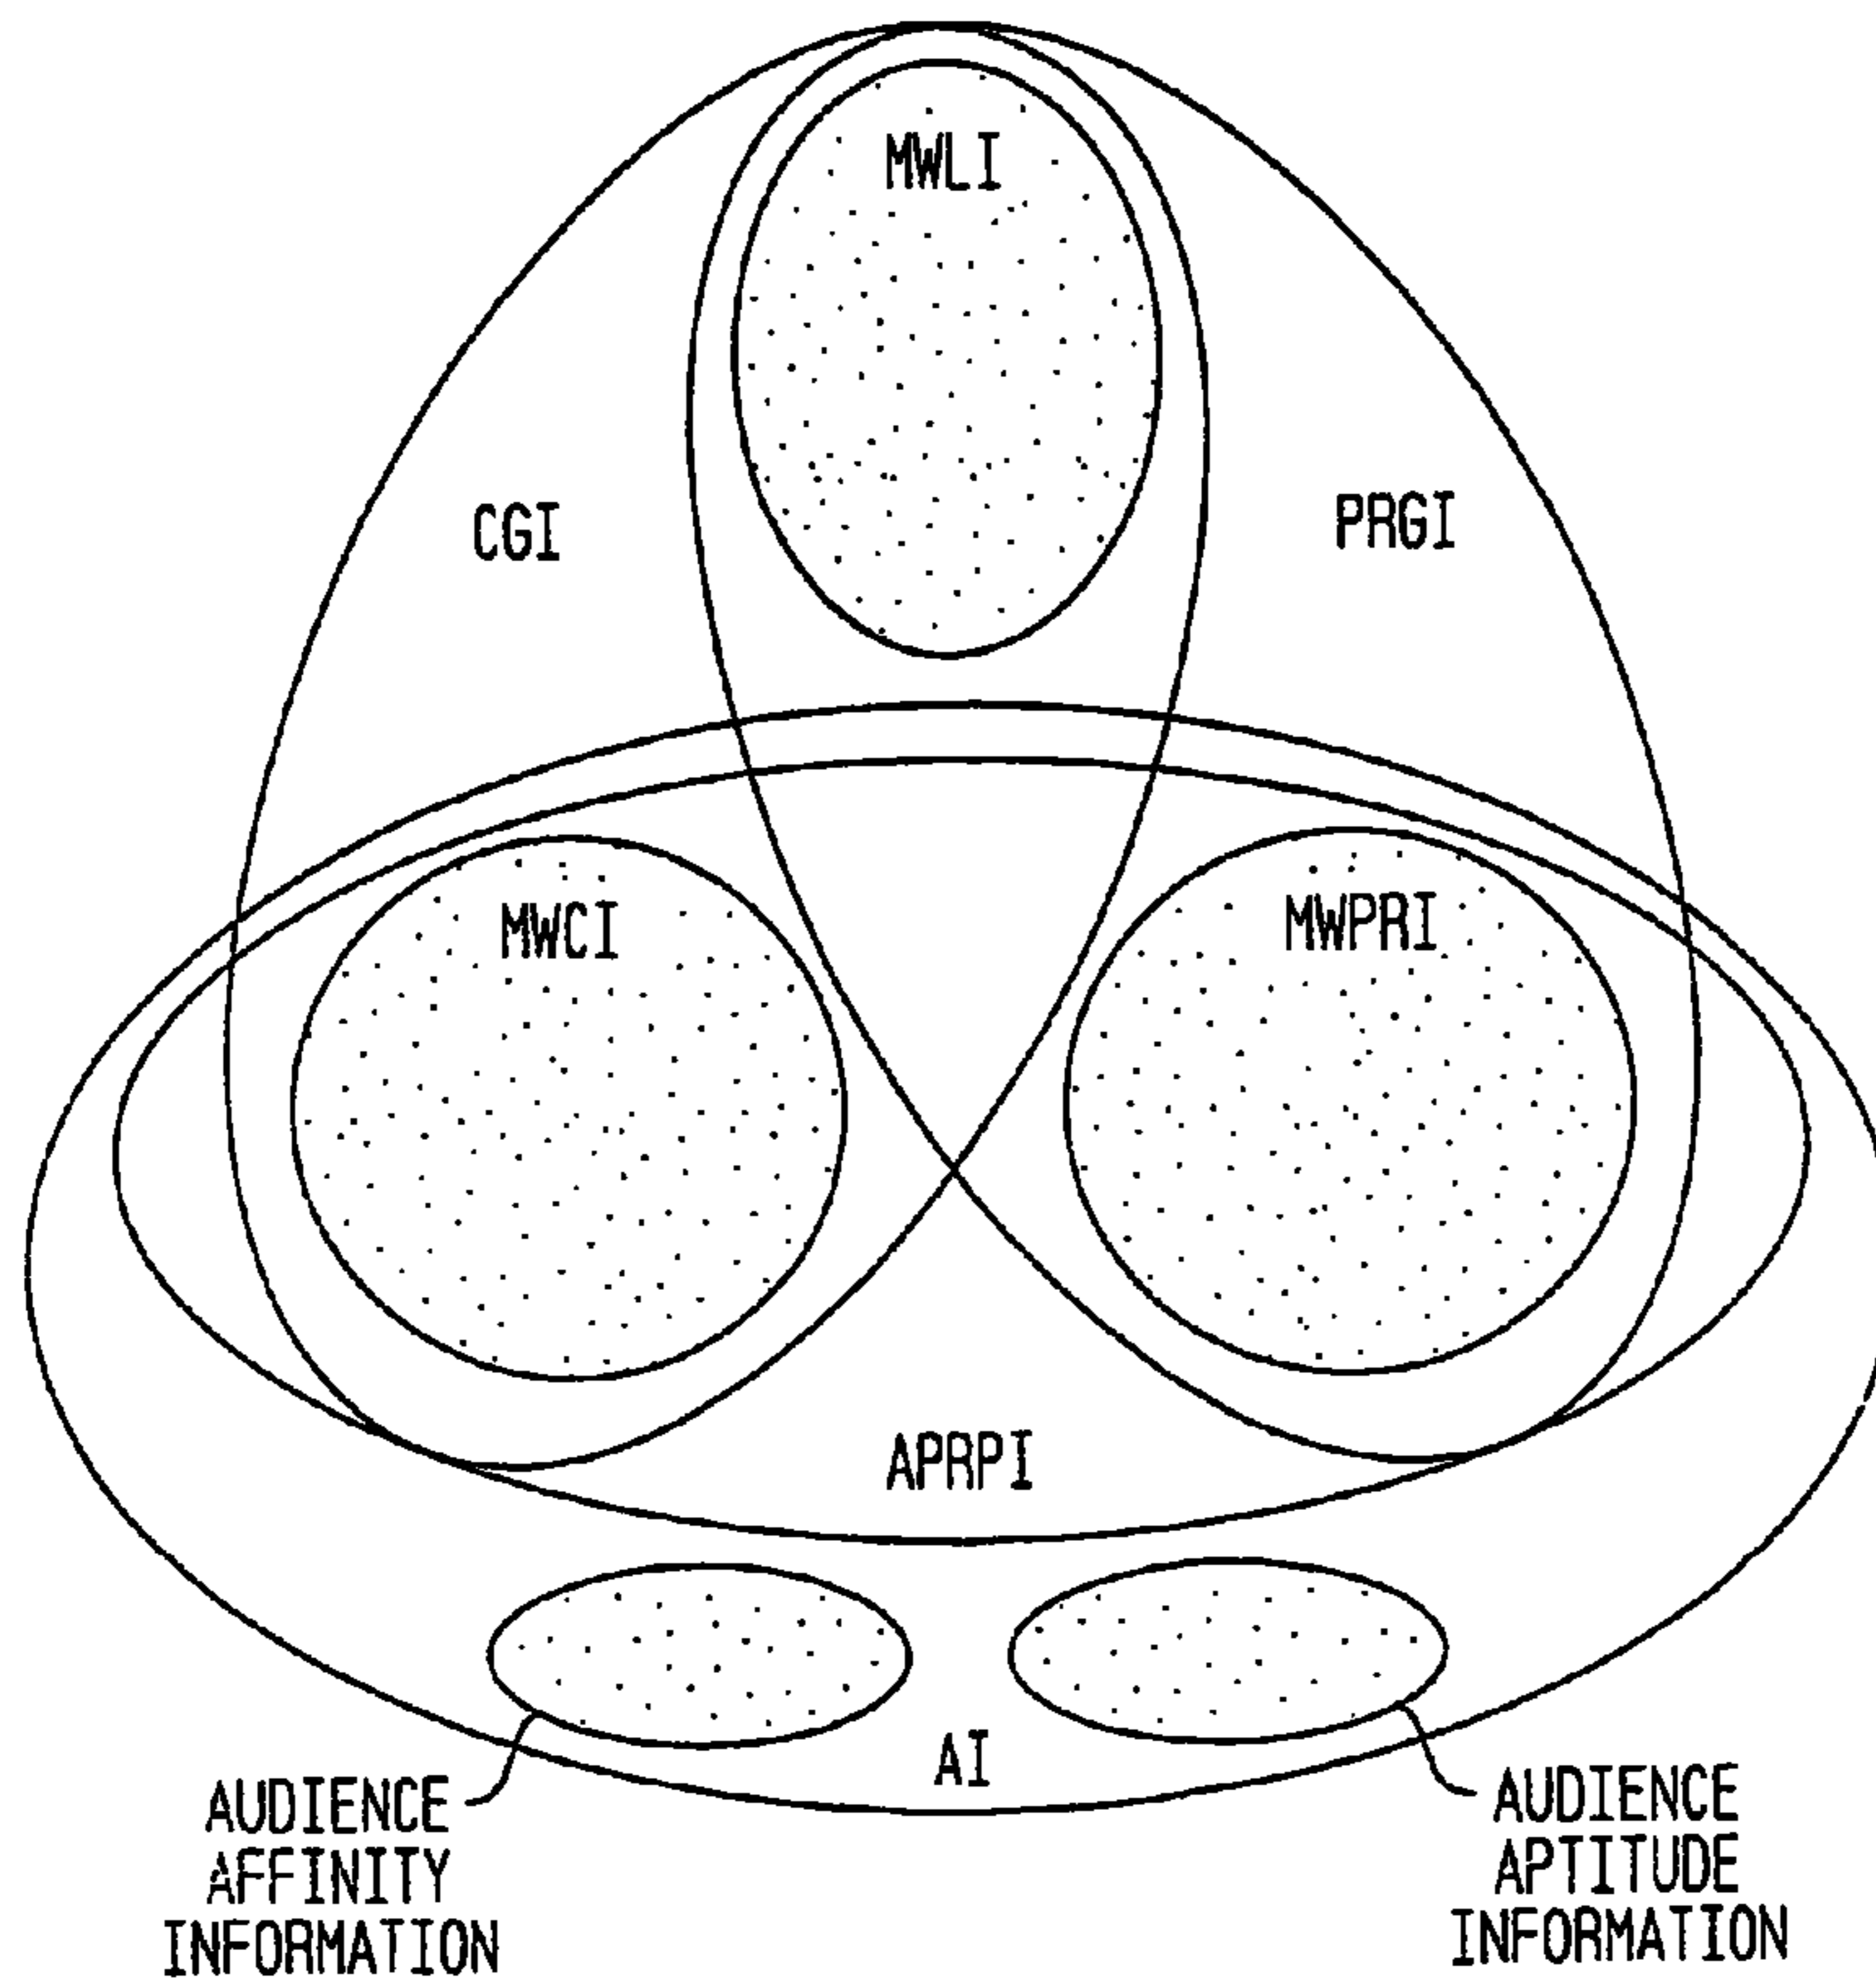 MWLI
CGI
PRGI
MWCI
MWPRI
APRPI
AI
AUDIENCE
AFFINITY
INFORMATION
AUDIENCE
APTITUDE
INFORMATION